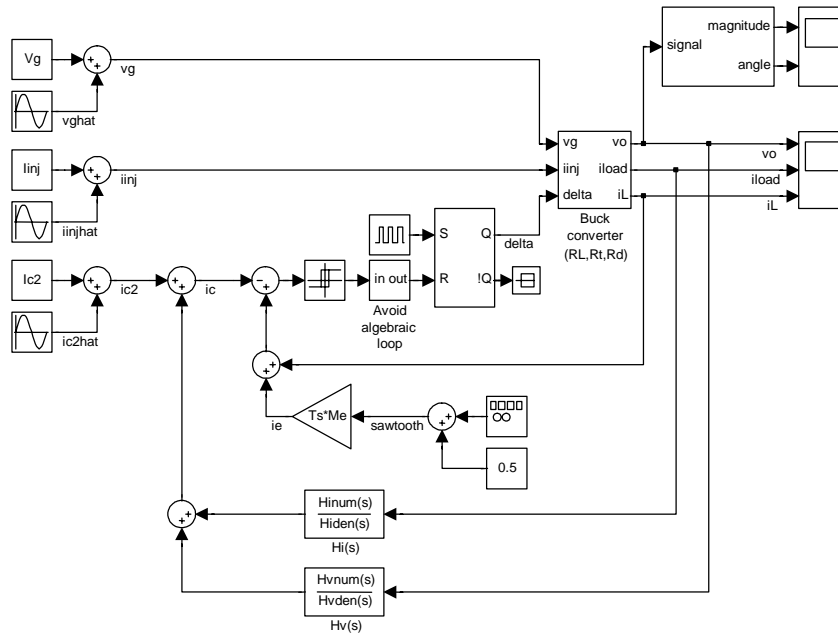 magnitude
signal
angle
Vg
vg
vghat
vg
vo
vo
Iinj
iinj
iinj
iload
iload
iinjhat
delta
iL
iL
Buck
converter
(RL,Rt,Rd)
S
Q
delta
Ic2
ic2
ic
in out
R
!Q
ic2hat
Avoid
algebraic
loop
Ts*Me
ie
sawtooth
0.5
Hinum(s)
Hiden(s)
Hi(s)
Hvnum(s)
Hvden(s)
Hv(s)